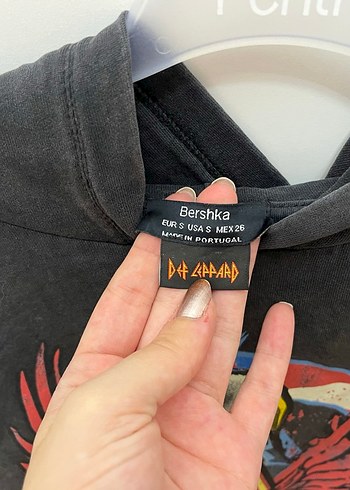 Bershka
EUR S USA S MEX 26
MADE IN PORTUGAL
DEF LEPPARD